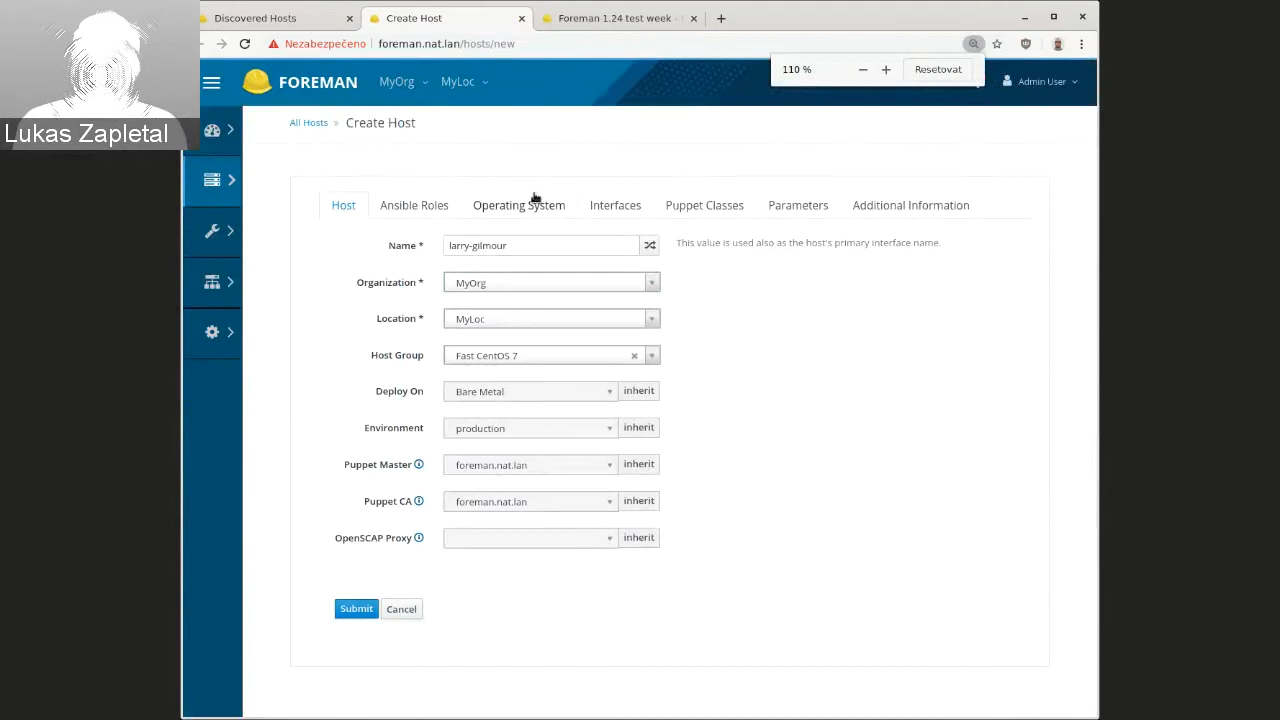 Discovered Hosts
Create Host
Foreman 1.24 test week -
Nezabezpečeno
foreman.nat.lan/hosts/new
110 %
Resetovat
FOREMAN
MyOrg
MyLoc
Admin User
Lukas Zapletal
All Hosts » Create Host
Host
Ansible Roles
Operating System
Interfaces
Puppet Classes
Parameters
Additional Information
Name *
larry-gilmour
This value is used also as the host's primary interface name.
Organization *
MyOrg
Location *
MyLoc
Host Group
Fast CentOS 7
Deploy On
Bare Metal
inherit
Environment
production
inherit
Puppet Master
foreman.nat.lan
inherit
Puppet CA
foreman.nat.lan
inherit
OpenSCAP Proxy
inherit
Submit
Cancel